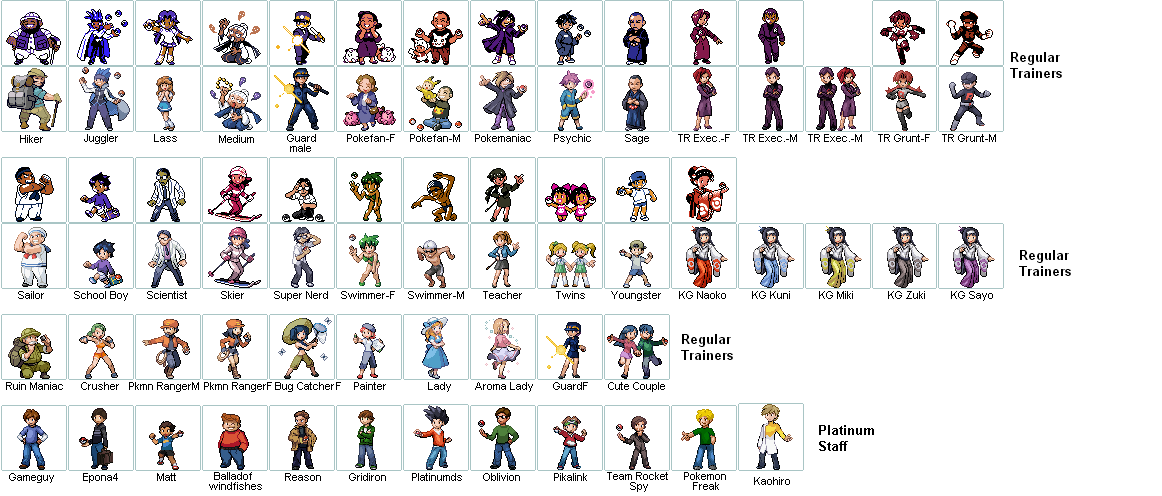 Regular
Trainers
Hiker Juggler Lass Medium Guard male Pokefan-F Pokefan-M Pokemaniac Psychic Sage TR Exec.-F TR Exec.-M TR Exec.-M TR Grunt-F TR Grunt-M
Regular
Trainers
Sailor School Boy Scientist Skier Super Nerd Swimmer-F Swimmer-M Teacher Twins Youngster KG Naoko KG Kuni KG Miki KG Zuki KG Sayo
Regular
Trainers
Ruin Maniac Crusher Pkmn RangerM Pkmn RangerF Bug CatcherF Painter Lady Aroma Lady GuardF Cute Couple
Platinum
Staff
Gameguy Epona4 Matt Balladof windfishes Reason Gridiron Platinumds Oblivion Pikalink Team Rocket Spy Pokemon Freak Kaohiro